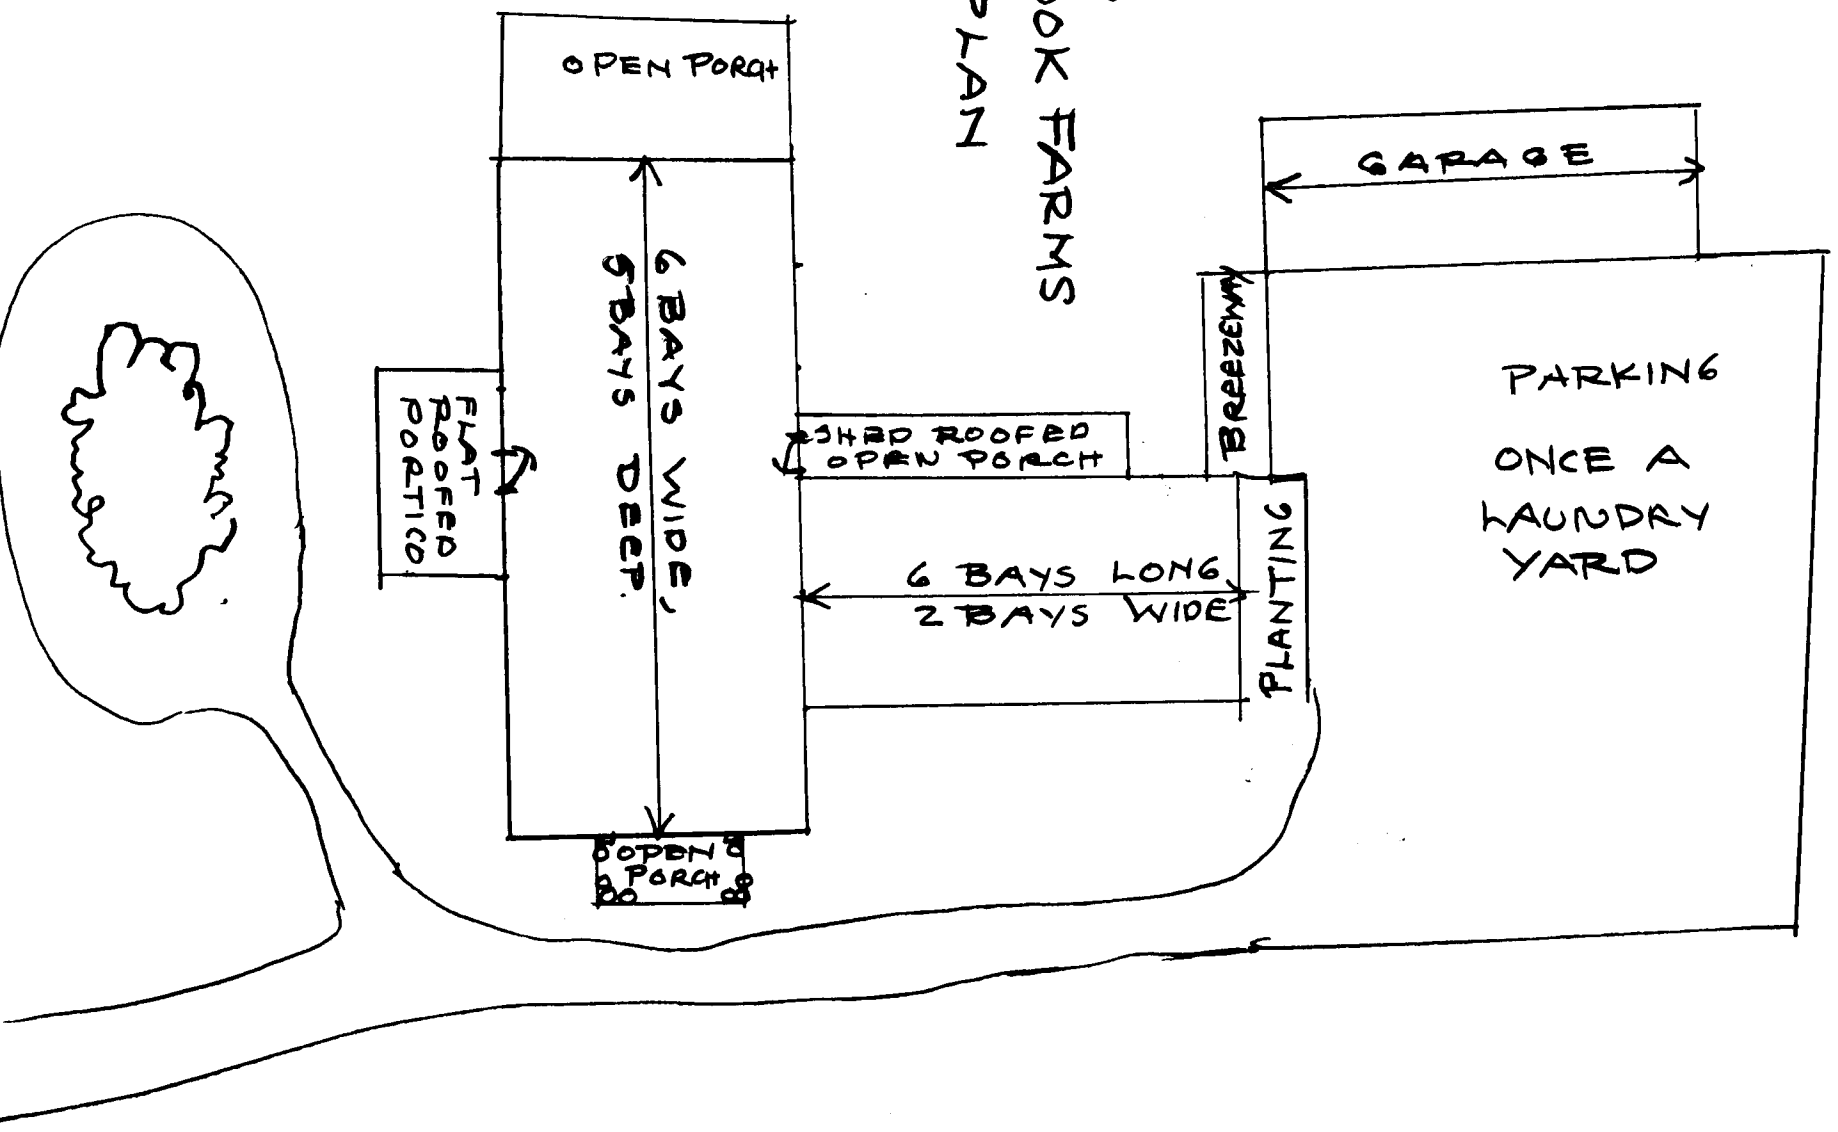 OOK FARMS
PLAN
OPEN PORCH
GARAGE
6 BAYS WIDE,
5 BAYS DEEP.
BREEZEWAY
PARKING
ONCE A
LAUNDRY
YARD
FLAT
ROOFED
PORTICO
SHED ROOFED
OPEN PORCH
6 BAYS LONG
2 BAYS WIDE
PLANTING
OPEN
PORCH